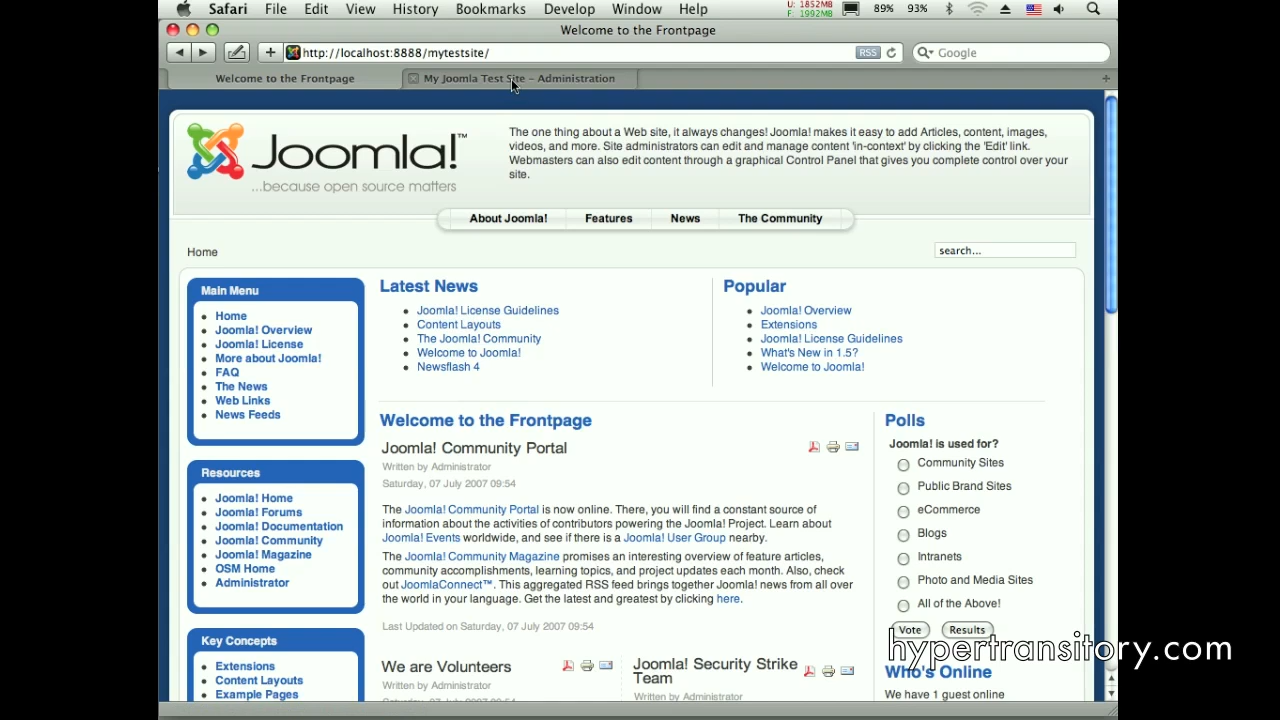 Safari File Edit View History Bookmarks Develop Window Help U: 1852MB F: 1992MB 89% 93%
Welcome to the Frontpage
http://localhost:8888/mytestsite/ RSS Google
Welcome to the Frontpage My Joomla Test Site – Administration
Joomla!™
...because open source matters
The one thing about a Web site, it always changes! Joomla! makes it easy to add Articles, content, images,
videos, and more. Site administrators can edit and manage content 'in-context' by clicking the 'Edit' link.
Webmasters can also edit content through a graphical Control Panel that gives you complete control over your
site.
About Joomla! Features News The Community
Home
search...
Main Menu
Home
Joomla! Overview
Joomla! License
More about Joomla!
FAQ
The News
Web Links
News Feeds
Resources
Joomla! Home
Joomla! Forums
Joomla! Documentation
Joomla! Community
Joomla! Magazine
OSM Home
Administrator
Key Concepts
Extensions
Content Layouts
Example Pages
Latest News
Joomla! License Guidelines
Content Layouts
The Joomla! Community
Welcome to Joomla!
Newsflash 4
Popular
Joomla! Overview
Extensions
Joomla! License Guidelines
What's New in 1.5?
Welcome to Joomla!
Welcome to the Frontpage
Joomla! Community Portal
Written by Administrator
Saturday, 07 July 2007 09:54
The Joomla! Community Portal is now online. There, you will find a constant source of
information about the activities of contributors powering the Joomla! Project. Learn about
Joomla! Events worldwide, and see if there is a Joomla! User Group nearby.
The Joomla! Community Magazine promises an interesting overview of feature articles,
community accomplishments, learning topics, and project updates each month. Also, check
out JoomlaConnect™. This aggregated RSS feed brings together Joomla! news from all over
the world in your language. Get the latest and greatest by clicking here.
Last Updated on Saturday, 07 July 2007 09:54
We are Volunteers
Written by Administrator
Saturday, 07 July 2007 09:54
Joomla! Security Strike
Team
Written by Administrator
Polls
Joomla! is used for?
Community Sites
Public Brand Sites
eCommerce
Blogs
Intranets
Photo and Media Sites
All of the Above!
Vote Results
Who's Online
We have 1 guest online
hypertransitory.com